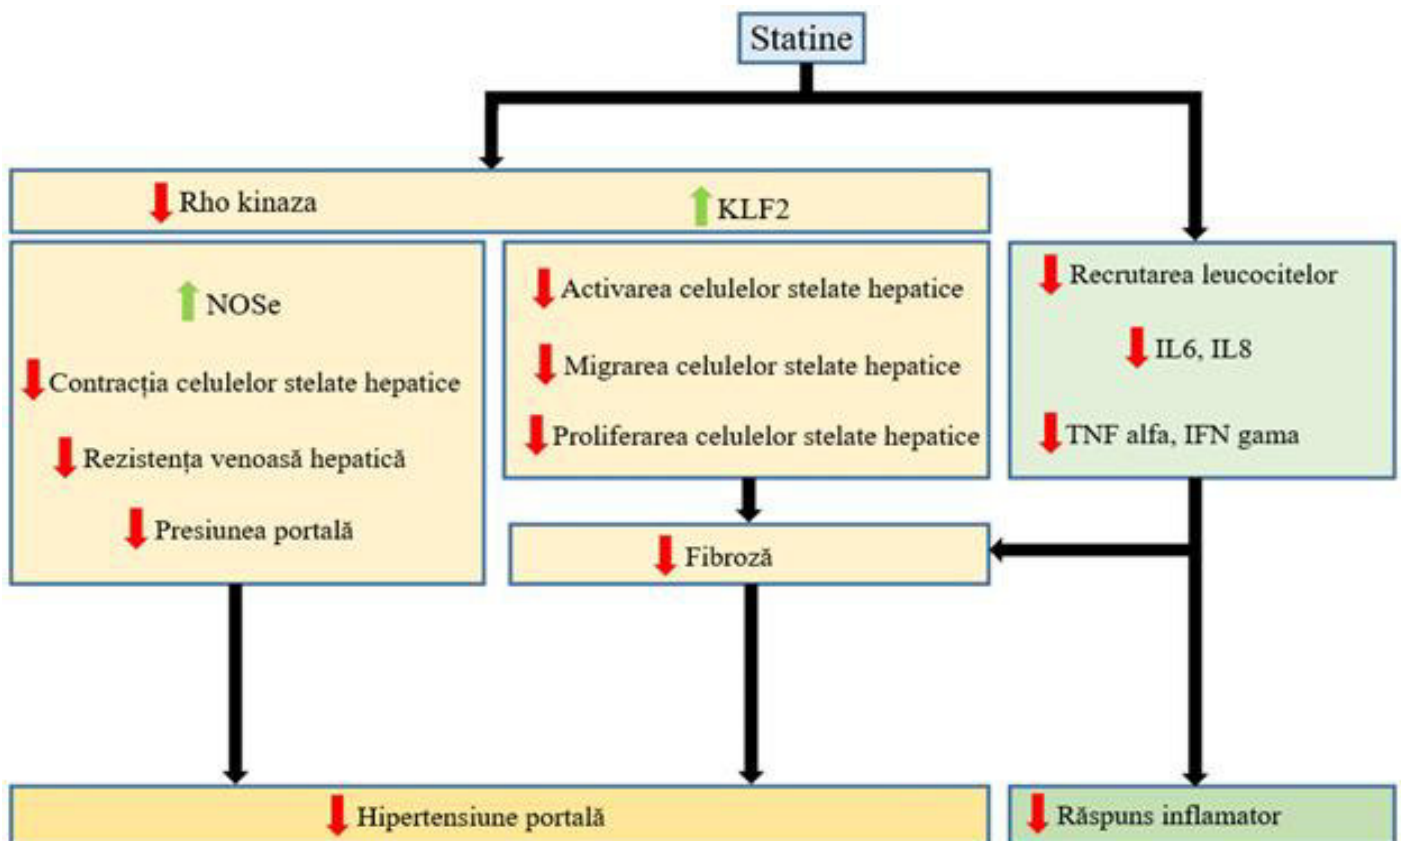 Statine
Rho kinaza
KLF2
NOSe
Contracția celulelor stelate hepatice
Rezistența venoasă hepatică
Presiunea portală
Activarea celulelor stelate hepatice
Migrarea celulelor stelate hepatice
Proliferarea celulelor stelate hepatice
Fibroză
Recrutarea leucocitelor
IL6, IL8
TNF alfa, IFN gama
Hipertensiune portală
Răspuns inflamator